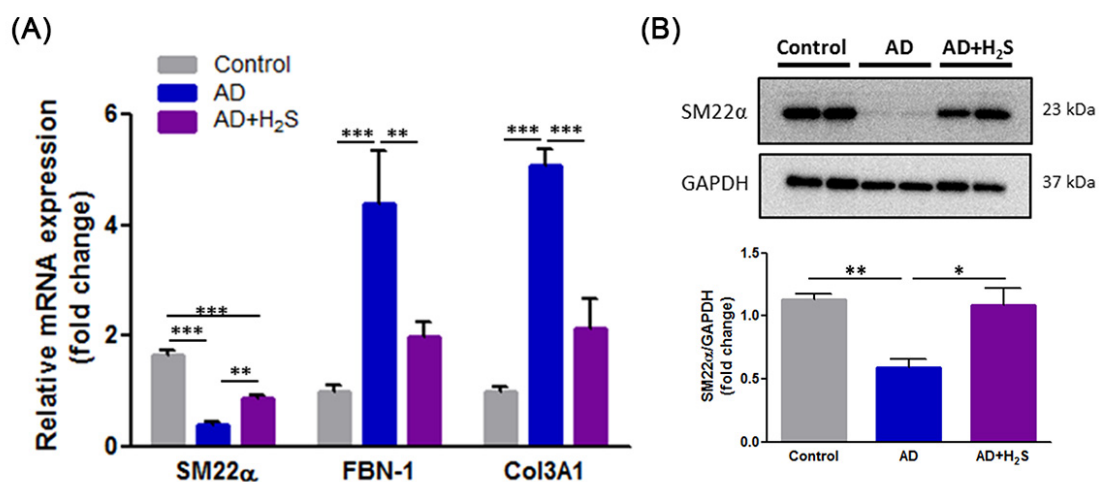 (A)
Control
AD
AD+H₂S
Relative mRNA expression
(fold change)
6
4
2
0
*** **
*** ***
***
***
**
SM22α FBN-1 Col3A1
(B)
Control AD AD+H₂S
SM22α 23 kDa
GAPDH 37 kDa
SM22α/GAPDH
(fold change)
1.5
1.0
0.5
0.0
** *
Control AD AD+H₂S